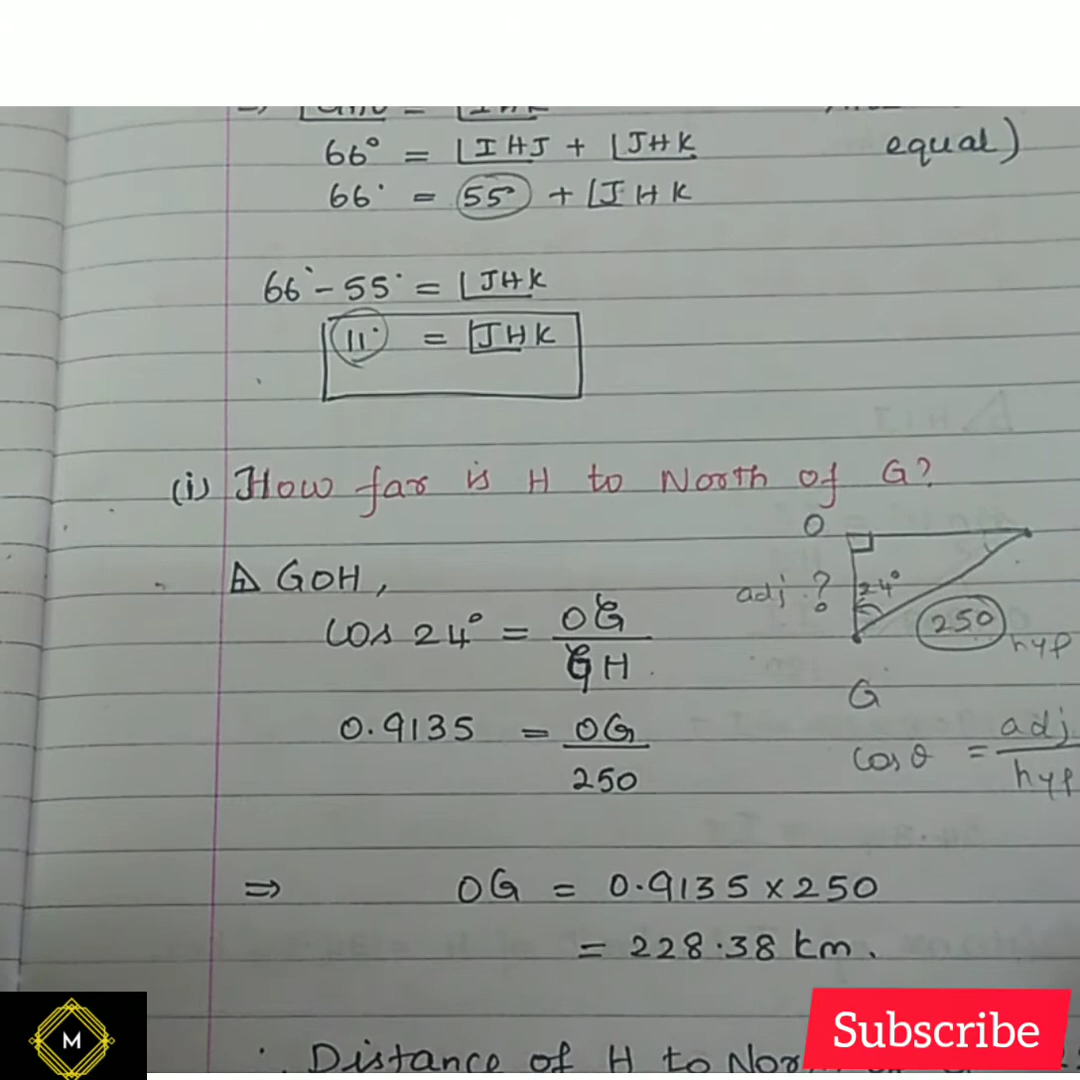 66° = ∠IHJ + ∠JHK equal)
66° = 55° + ∠JHK
66° - 55° = ∠JHK
11° = ∠JHK
(i) How far is H to North of G?
O
△ GOH,
adj ? 24°
cos 24° = OG/GH
250 hyp
G
0.9135 = OG/250
cos θ = adj/hyp
⇒ OG = 0.9135 × 250
= 228.38 km.
∴ Distance of H to Nor
M
Subscribe